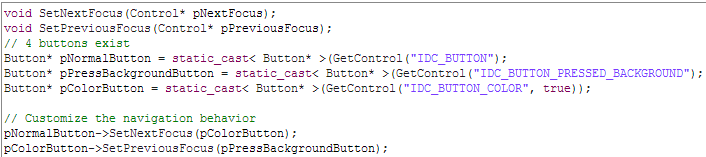 void SetNextFocus(Control* pNextFocus);
void SetPreviousFocus(Control* pPreviousFocus);
// 4 buttons exist
Button* pNormalButton = static_cast< Button* >(GetControl("IDC_BUTTON");
Button* pPressBackgroundButton = static_cast< Button* >(GetControl("IDC_BUTTON_PRESSED_BACKGROUND");
Button* pColorButton = static_cast< Button* >(GetControl("IDC_BUTTON_COLOR", true));
// Customize the navigation behavior
pNormalButton->SetNextFocus(pColorButton);
pColorButton->SetPreviousFocus(pPressBackgroundButton);